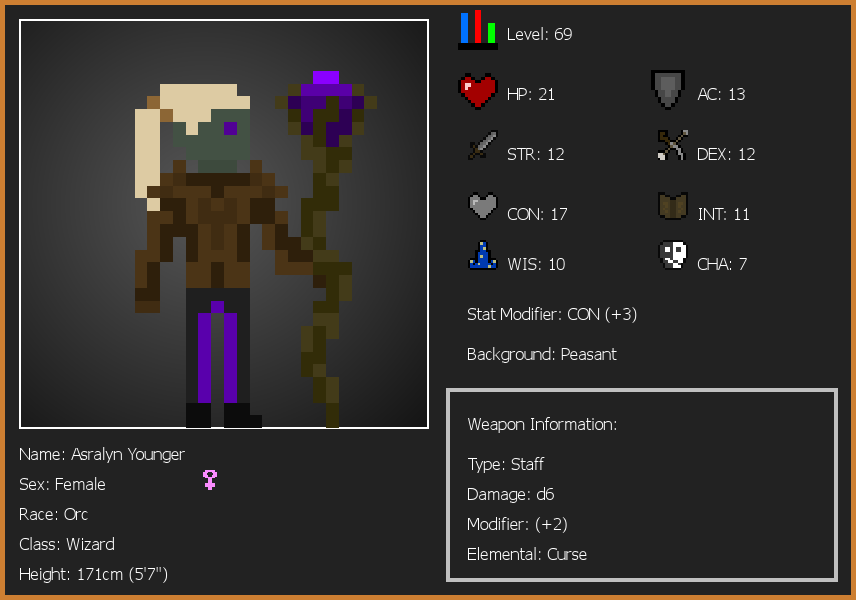 Level: 69
HP: 21
AC: 13
STR: 12
DEX: 12
CON: 17
INT: 11
WIS: 10
CHA: 7
Stat Modifier: CON (+3)
Background: Peasant
Weapon Information:
Type: Staff
Damage: d6
Modifier: (+2)
Elemental: Curse
Name: Asralyn Younger
Sex: Female
Race: Orc
Class: Wizard
Height: 171cm (5'7")